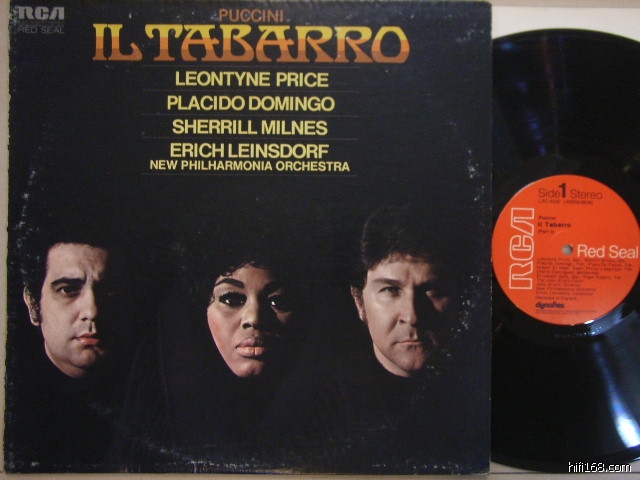 RCA
RED SEAL
PUCCINI
IL TABARRO
LEONTYNE PRICE
PLACIDO DOMINGO
SHERRILL MILNES
ERICH LEINSDORF
NEW PHILHARMONIA ORCHESTRA
Side 1 Stereo
Puccini
Il Tabarro
RCA
Red Seal
dynaflex
hifi168.com